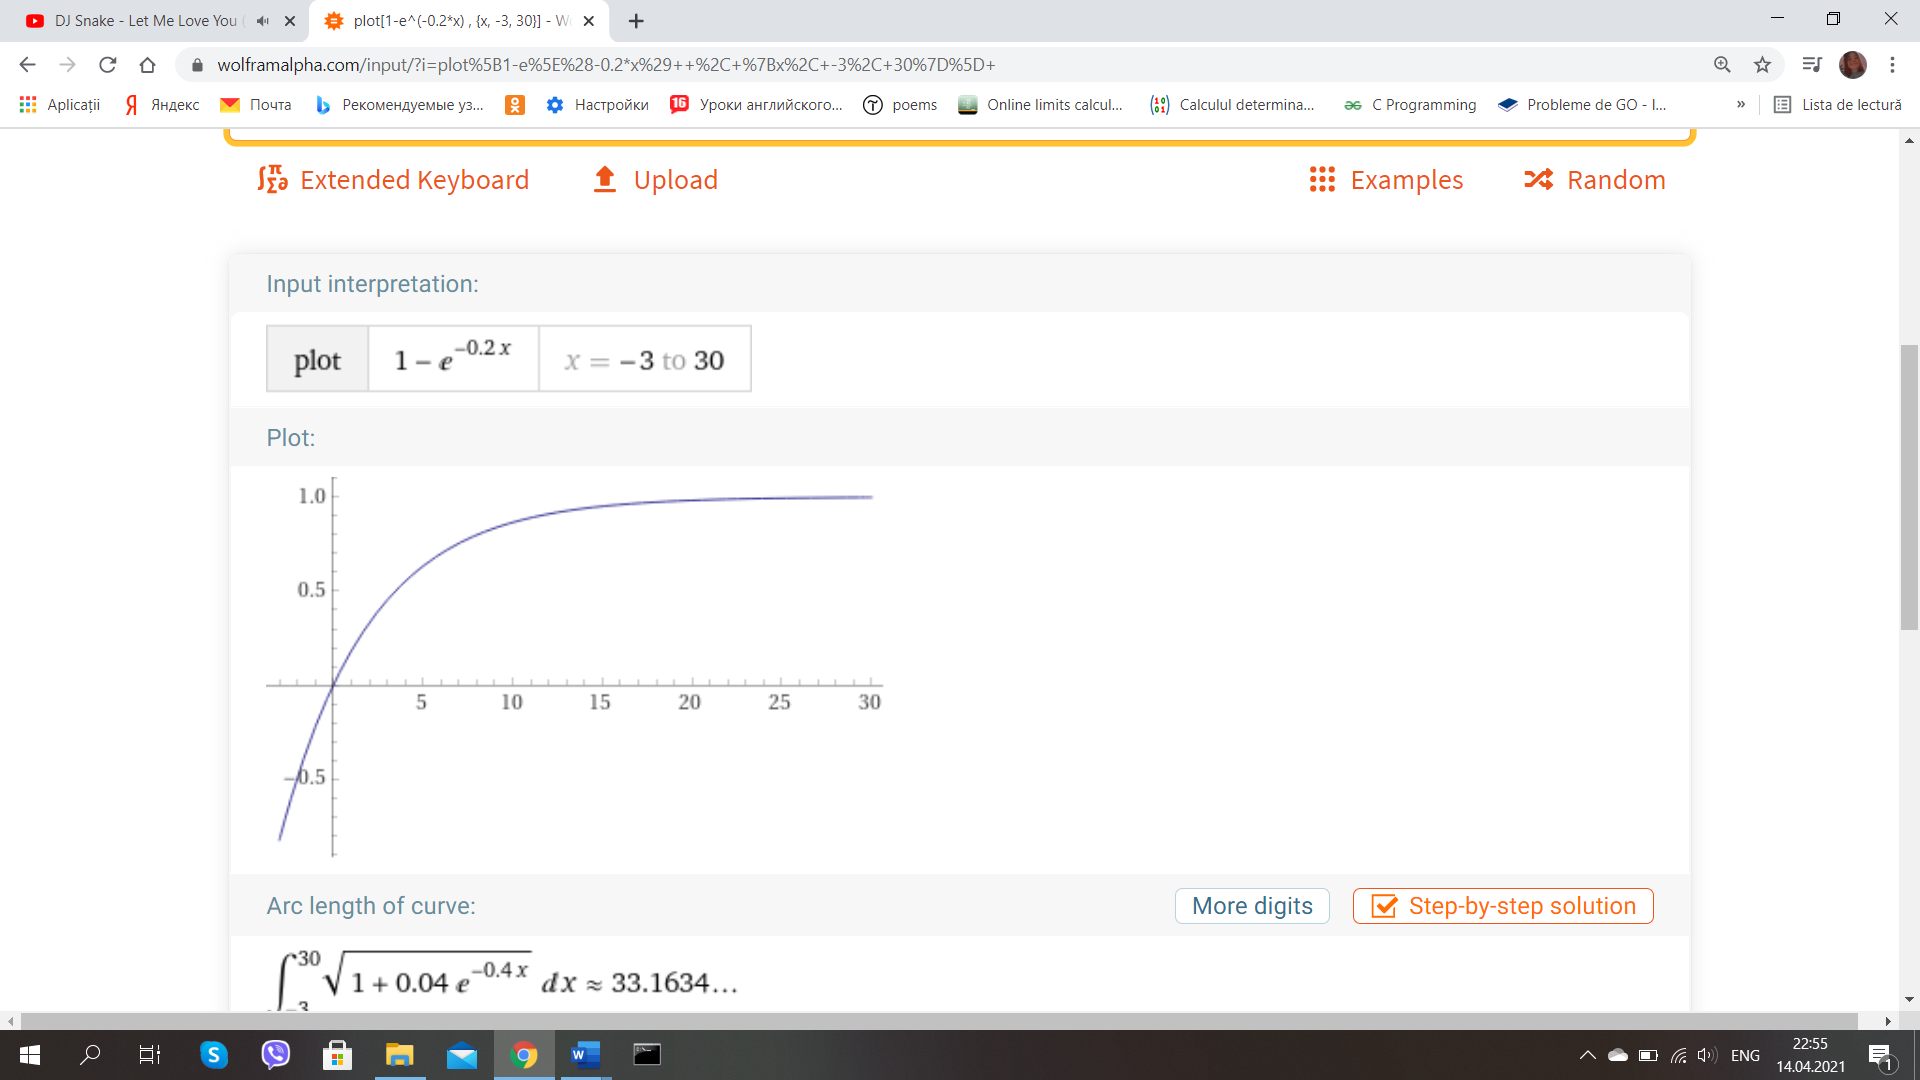 DJ Snake - Let Me Love You (
plot[1-e^(-0.2*x) , {x, -3, 30}] - W
wolframalpha.com/input/?i=plot%5B1-e%5E%28-0.2*x%29++%2C+%7Bx%2C+-3%2C+30%7D%5D+
Aplicații Яндекс Почта Рекомендуемые уз... Настройки 16 Уроки английского... poems Online limits calcul... Calculul determina... C Programming Probleme de GO - I... » Lista de lectură
Extended Keyboard Upload Examples Random
Input interpretation:
plot 1 − e^−0.2 x x = −3 to 30
Plot:
1.0
0.5
5 10 15 20 25 30
−0.5
Arc length of curve: More digits Step-by-step solution
∫_−3^30 √(1 + 0.04 e^−0.4 x) dx ≈ 33.1634…
ENG 22:55
14.04.2021 1